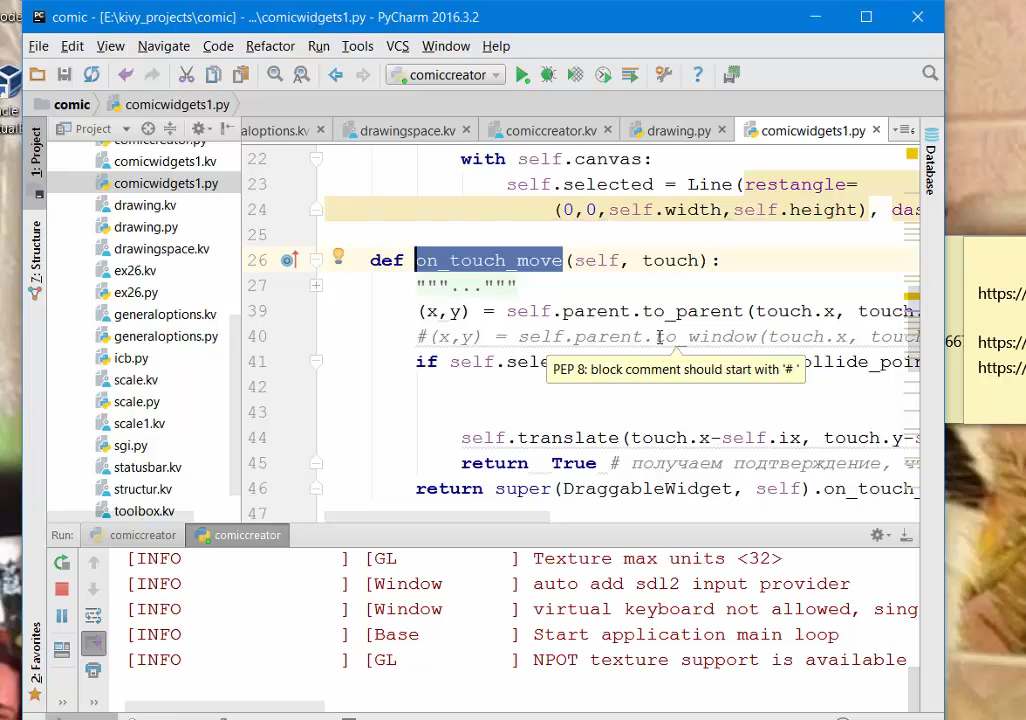 comic - [E:\kivy_projects\comic] - ...\comicwidgets1.py - PyCharm 2016.3.2
File Edit View Navigate Code Refactor Run Tools VCS Window Help
comiccreator
comic comicwidgets1.py
Project
aloptions.kv drawingspace.kv comiccreator.kv drawing.py comicwidgets1.py
1: Project
7: Structure
2: Favorites
Database
comiccreator.py
comicwidgets1.kv
comicwidgets1.py
drawing.kv
drawing.py
drawingspace.kv
ex26.kv
ex26.py
generaloptions.kv
generaloptions.py
icb.py
scale.kv
scale.py
scale1.kv
sgi.py
statusbar.kv
structur.kv
toolbox.kv
22 with self.canvas:
23 self.selected = Line(restangle=
24 (0,0,self.width,self.height), das
25
26 def on_touch_move(self, touch):
27 """..."""
39 (x,y) = self.parent.to_parent(touch.x, touch.
40 #(x,y) = self.parent.to_window(touch.x, touch
41 if self.sele
ollide_poin
PEP 8: block comment should start with '# '
42
43
44 self.translate(touch.x-self.ix, touch.y-s
45 return True # получаем подтверждение, чт
46 return super(DraggableWidget, self).on_touch_
47
Run: comiccreator comiccreator
[INFO ] [GL ] Texture max units <32>
[INFO ] [Window ] auto add sdl2 input provider
[INFO ] [Window ] virtual keyboard not allowed, sing
[INFO ] [Base ] Start application main loop
[INFO ] [GL ] NPOT texture support is available
https:/
66
https:/
https:/